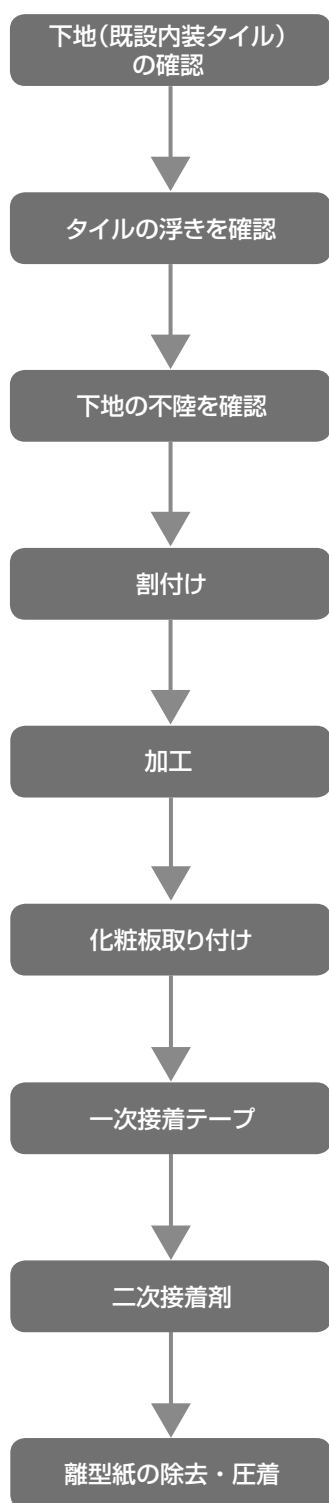 下地（既設内装タイル）
の確認
タイルの浮きを確認
下地の不陸を確認
割付け
加工
化粧板取り付け
一次接着テープ
二次接着剤
離型紙の除去・圧着